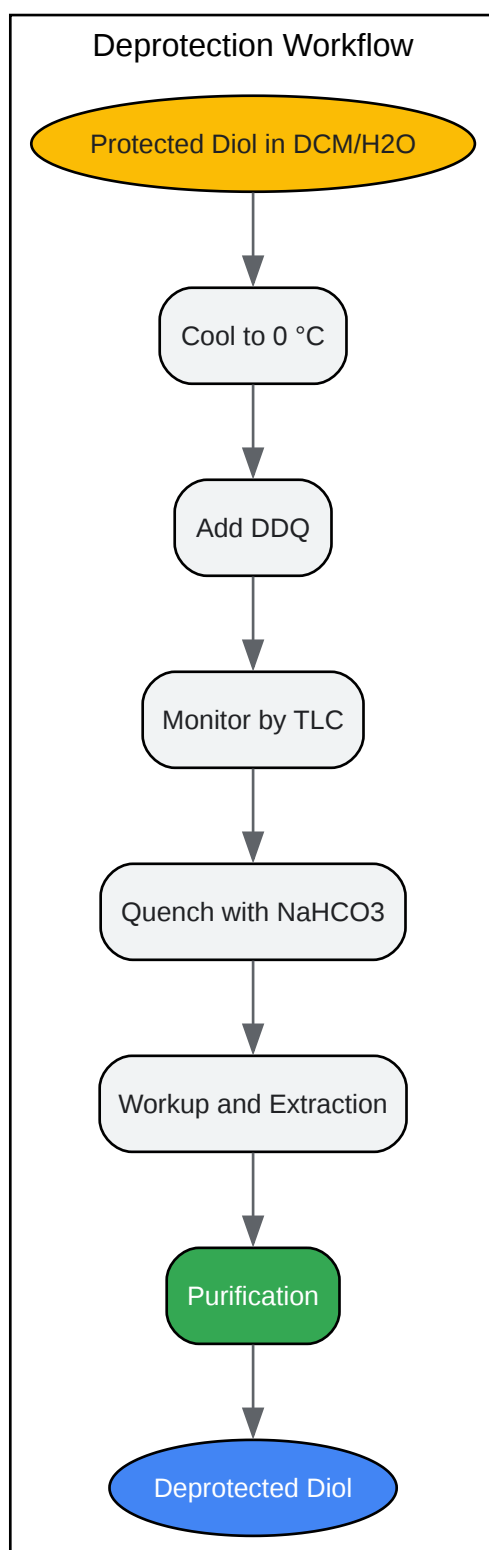 Deprotection Workflow
Protected Diol in DCM/H2O
Cool to 0 °C
Add DDQ
Monitor by TLC
Quench with NaHCO3
Workup and Extraction
Purification
Deprotected Diol